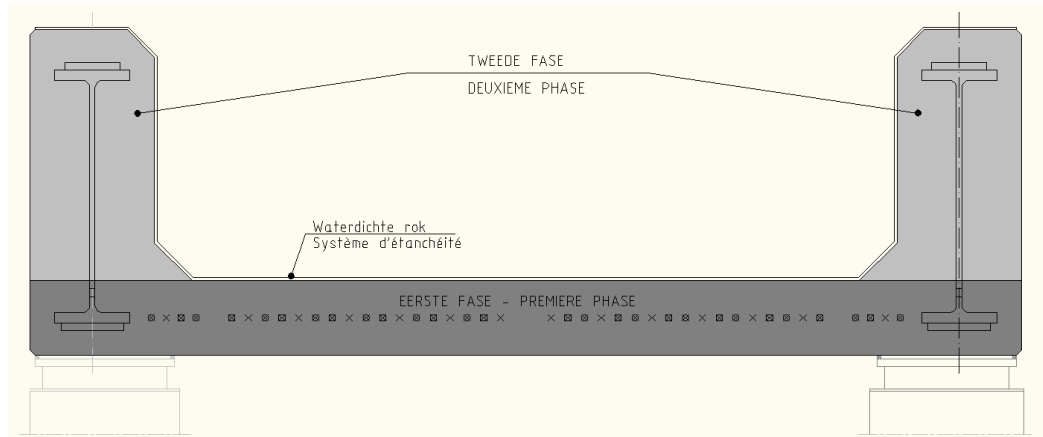 TWEEDE FASE
DEUXIEME PHASE
Waterdichte rok
Système d'étanchéité
EERSTE FASE - PREMIERE PHASE